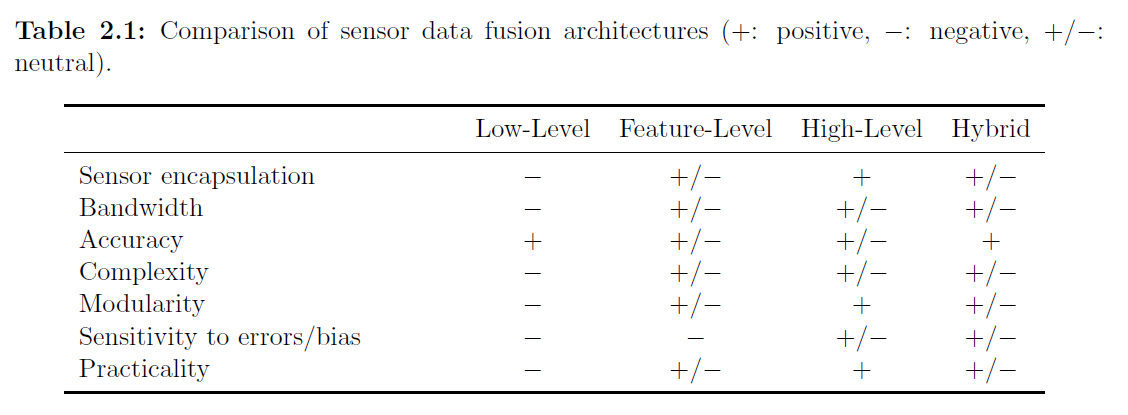 Table 2.1: Comparison of sensor data fusion architectures (+: positive, −: negative, +/−:
neutral).
Low-Level Feature-Level High-Level Hybrid
Sensor encapsulation − +/− + +/−
Bandwidth − +/− +/− +/−
Accuracy + +/− +/− +
Complexity − +/− +/− +/−
Modularity − +/− + +/−
Sensitivity to errors/bias − − +/− +/−
Practicality − +/− + +/−